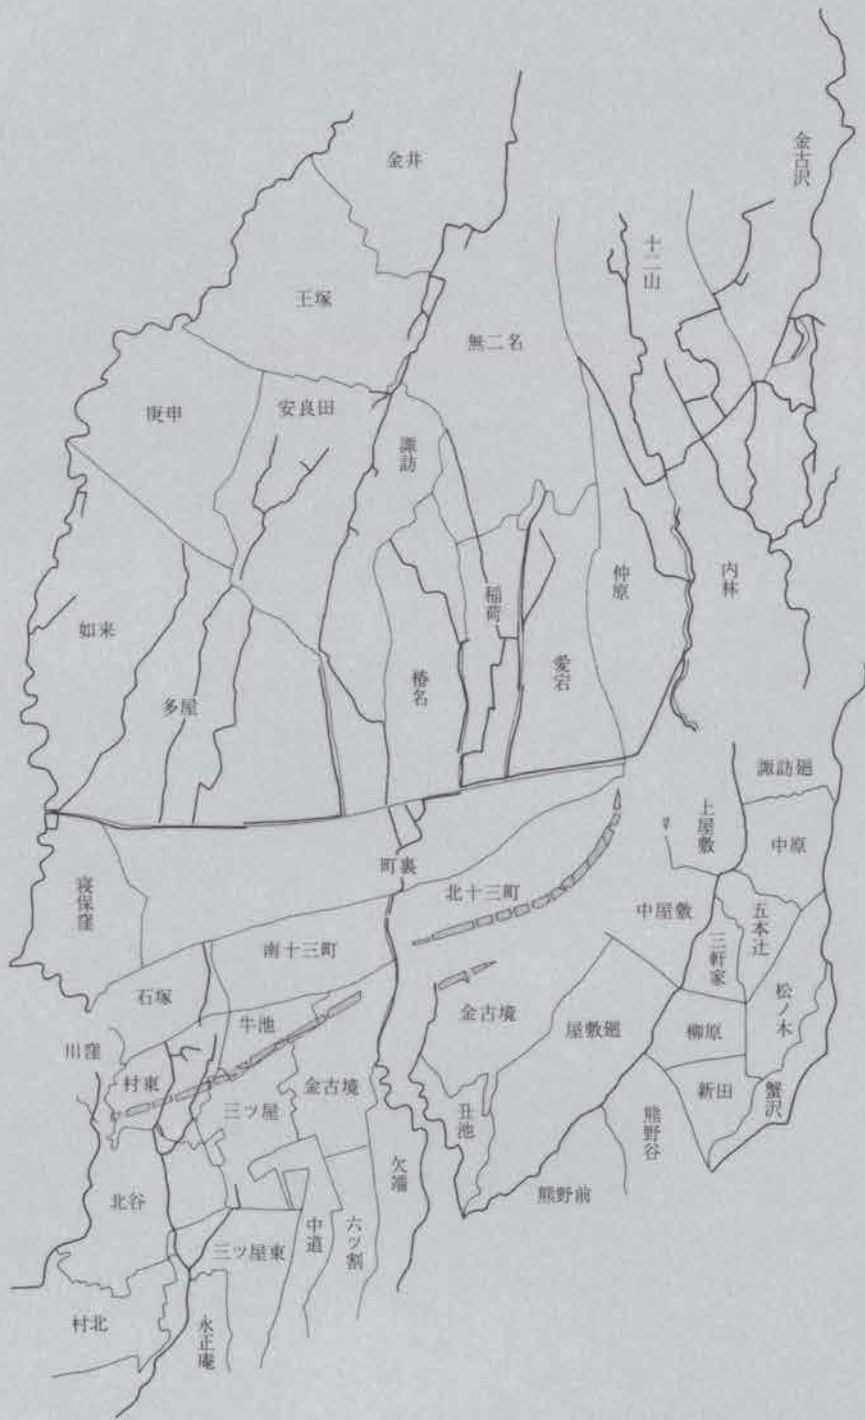 金古沢
金井
十二山
王塚
無二名
庚申
安良田
諏訪
内林
仲原
稲荷
如来
愛宕
椿名
多屋
諏訪廻
上屋敷
中原
町裏
寝保窪
北十三町
中屋敷
五本辻
三軒家
南十三町
松ノ木
石塚
金古境
牛池
屋敷廻
柳原
川窪
村東
金古境
新田
蟹沢
三ツ屋
丑池
熊野谷
欠端
北谷
熊野前
中道
六ツ割
三ツ屋東
村北
永正庵